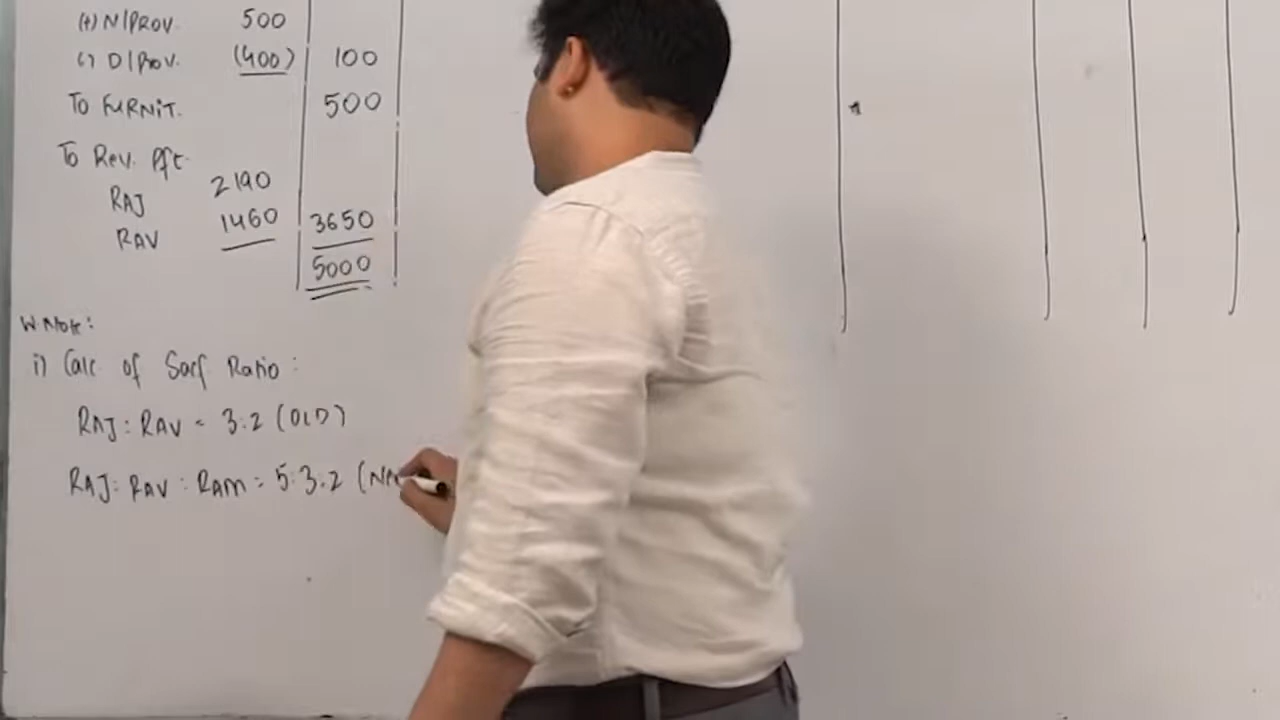 (+) N/PROV. 500
(-) D/Prov. (400) 100
To FURNIT. 500
To Rev. Pft.
RAJ 2190
RAV 1460 3650
5000
W Note:
i) Calc of Sacf Ratio:
RAJ : RAV = 3:2 (OLD)
RAJ : RAV : RAM = 5:3:2